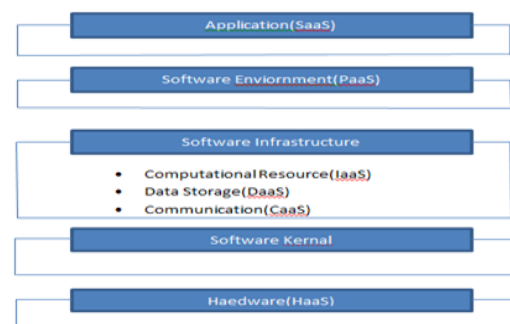 Application(SaaS)
Software Enviornment(PaaS)
Software Infrastructure
• Computational Resource(IaaS)
• Data Storage(DaaS)
• Communication(CaaS)
Software Kernal
Haedware(HaaS)